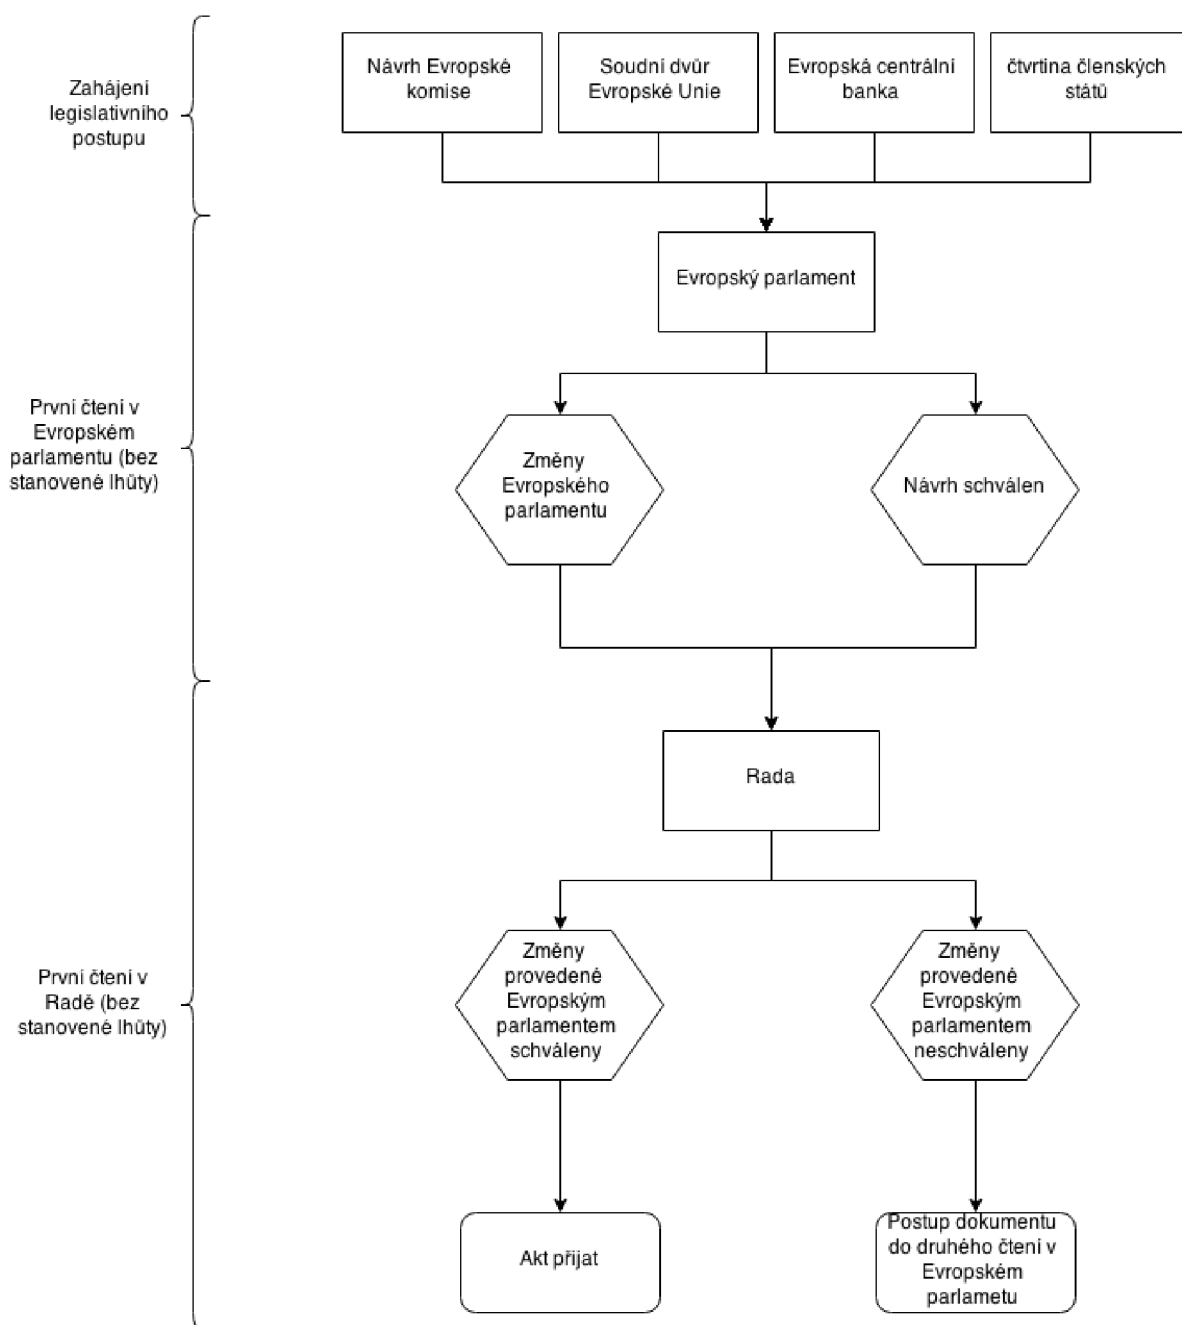 Zahájení
legislativního
postupu
Návrh Evropské
komise
Soudní dvůr
Evropské Unie
Evropská centrální
banka
čtvrtina členských
států
Evropský parlament
První čtení v
Evropském
parlamentu (bez
stanovené lhůty)
Změny
Evropského
parlamentu
Návrh schválen
Rada
První čtení v
Radě (bez
stanovené lhůty)
Změny
provedené
Evropským
parlamentem
schváleny
Změny
provedené
Evropským
parlamentem
neschváleny
Akt přijat
Postup dokumentu
do druhého čtení v
Evropském
parlametu